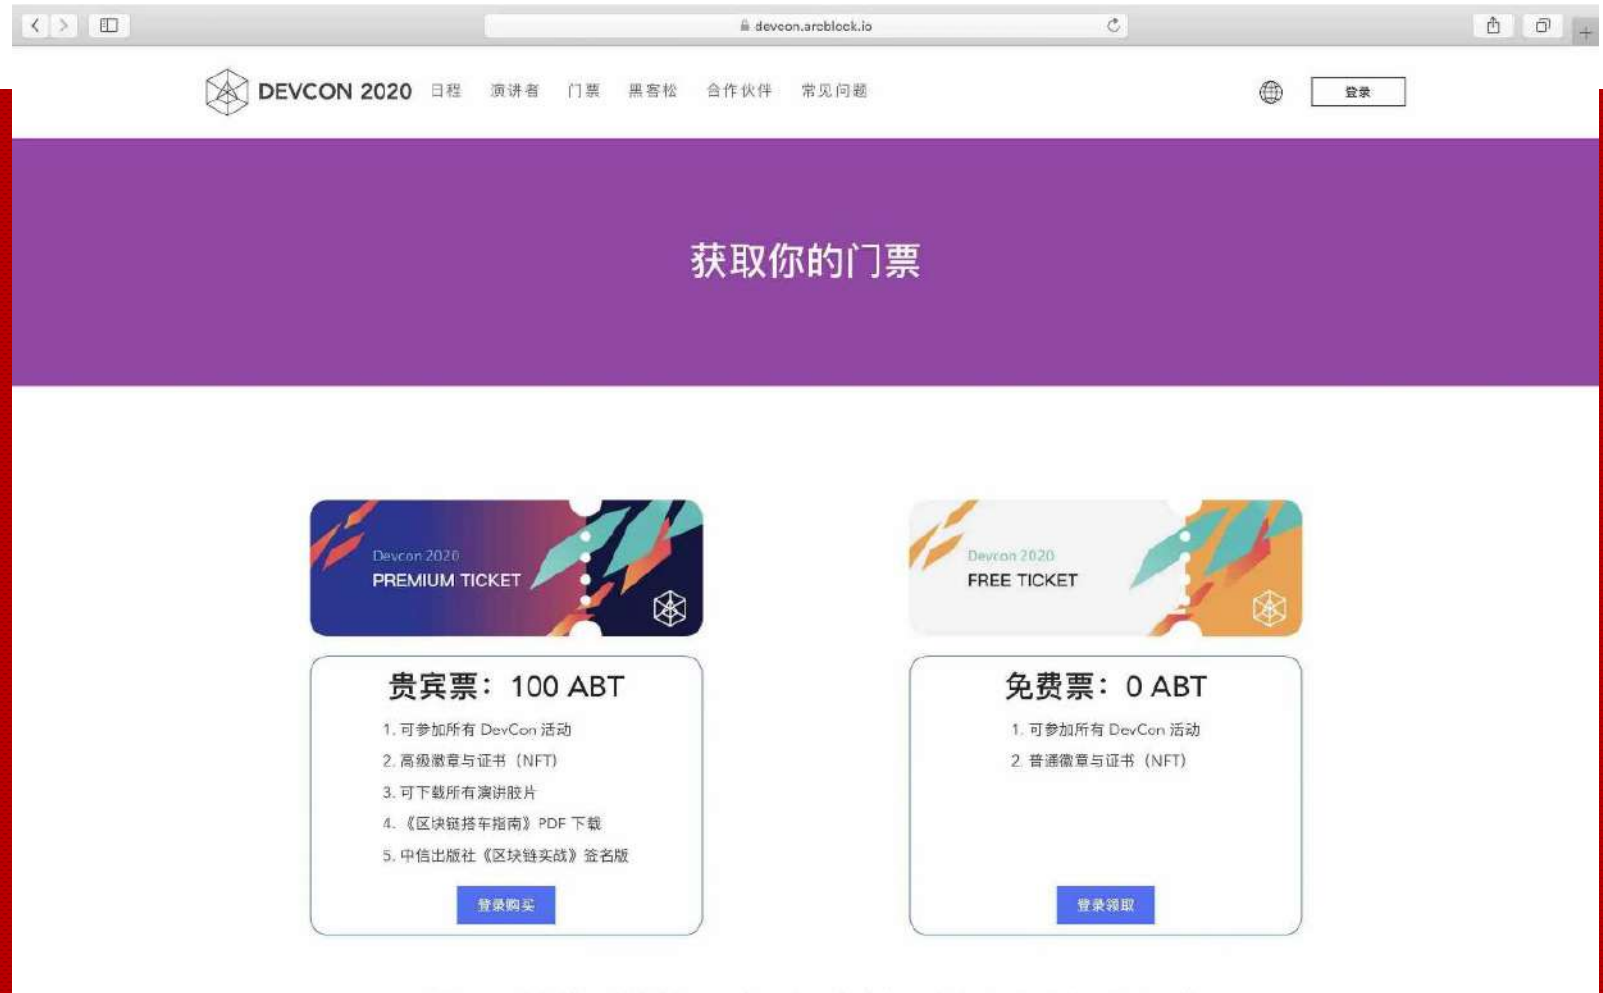 devcon.arcblock.io
DEVCON 2020 日程 演讲者 门票 黑客松 合作伙伴 常见问题 登录
获取你的门票
Devcon 2020
PREMIUM TICKET
Devcon 2020
FREE TICKET
贵宾票：100 ABT
1. 可参加所有 DevCon 活动
2. 高级徽章与证书（NFT）
3. 可下载所有演讲胶片
4. 《区块链搭车指南》PDF 下载
5. 中信出版社《区块链实战》签名版
登录购买
免费票：0 ABT
1. 可参加所有 DevCon 活动
2. 普通徽章与证书（NFT）
登录领取